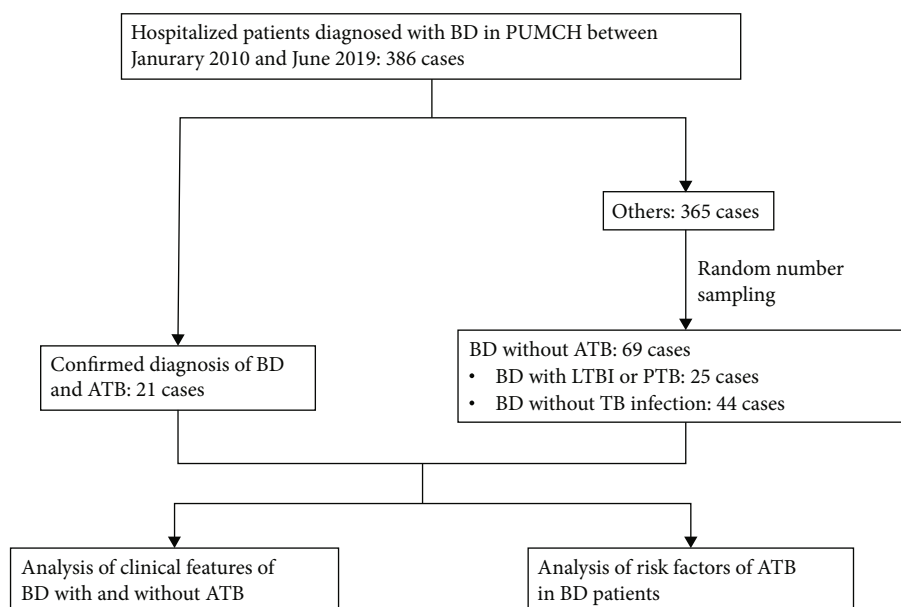 Hospitalized patients diagnosed with BD in PUMCH between
Janurary 2010 and June 2019: 386 cases
Others: 365 cases
Random number
sampling
Confirmed diagnosis of BD
and ATB: 21 cases
BD without ATB: 69 cases
• BD with LTBI or PTB: 25 cases
• BD without TB infection: 44 cases
Analysis of clinical features of
BD with and without ATB
Analysis of risk factors of ATB
in BD patients